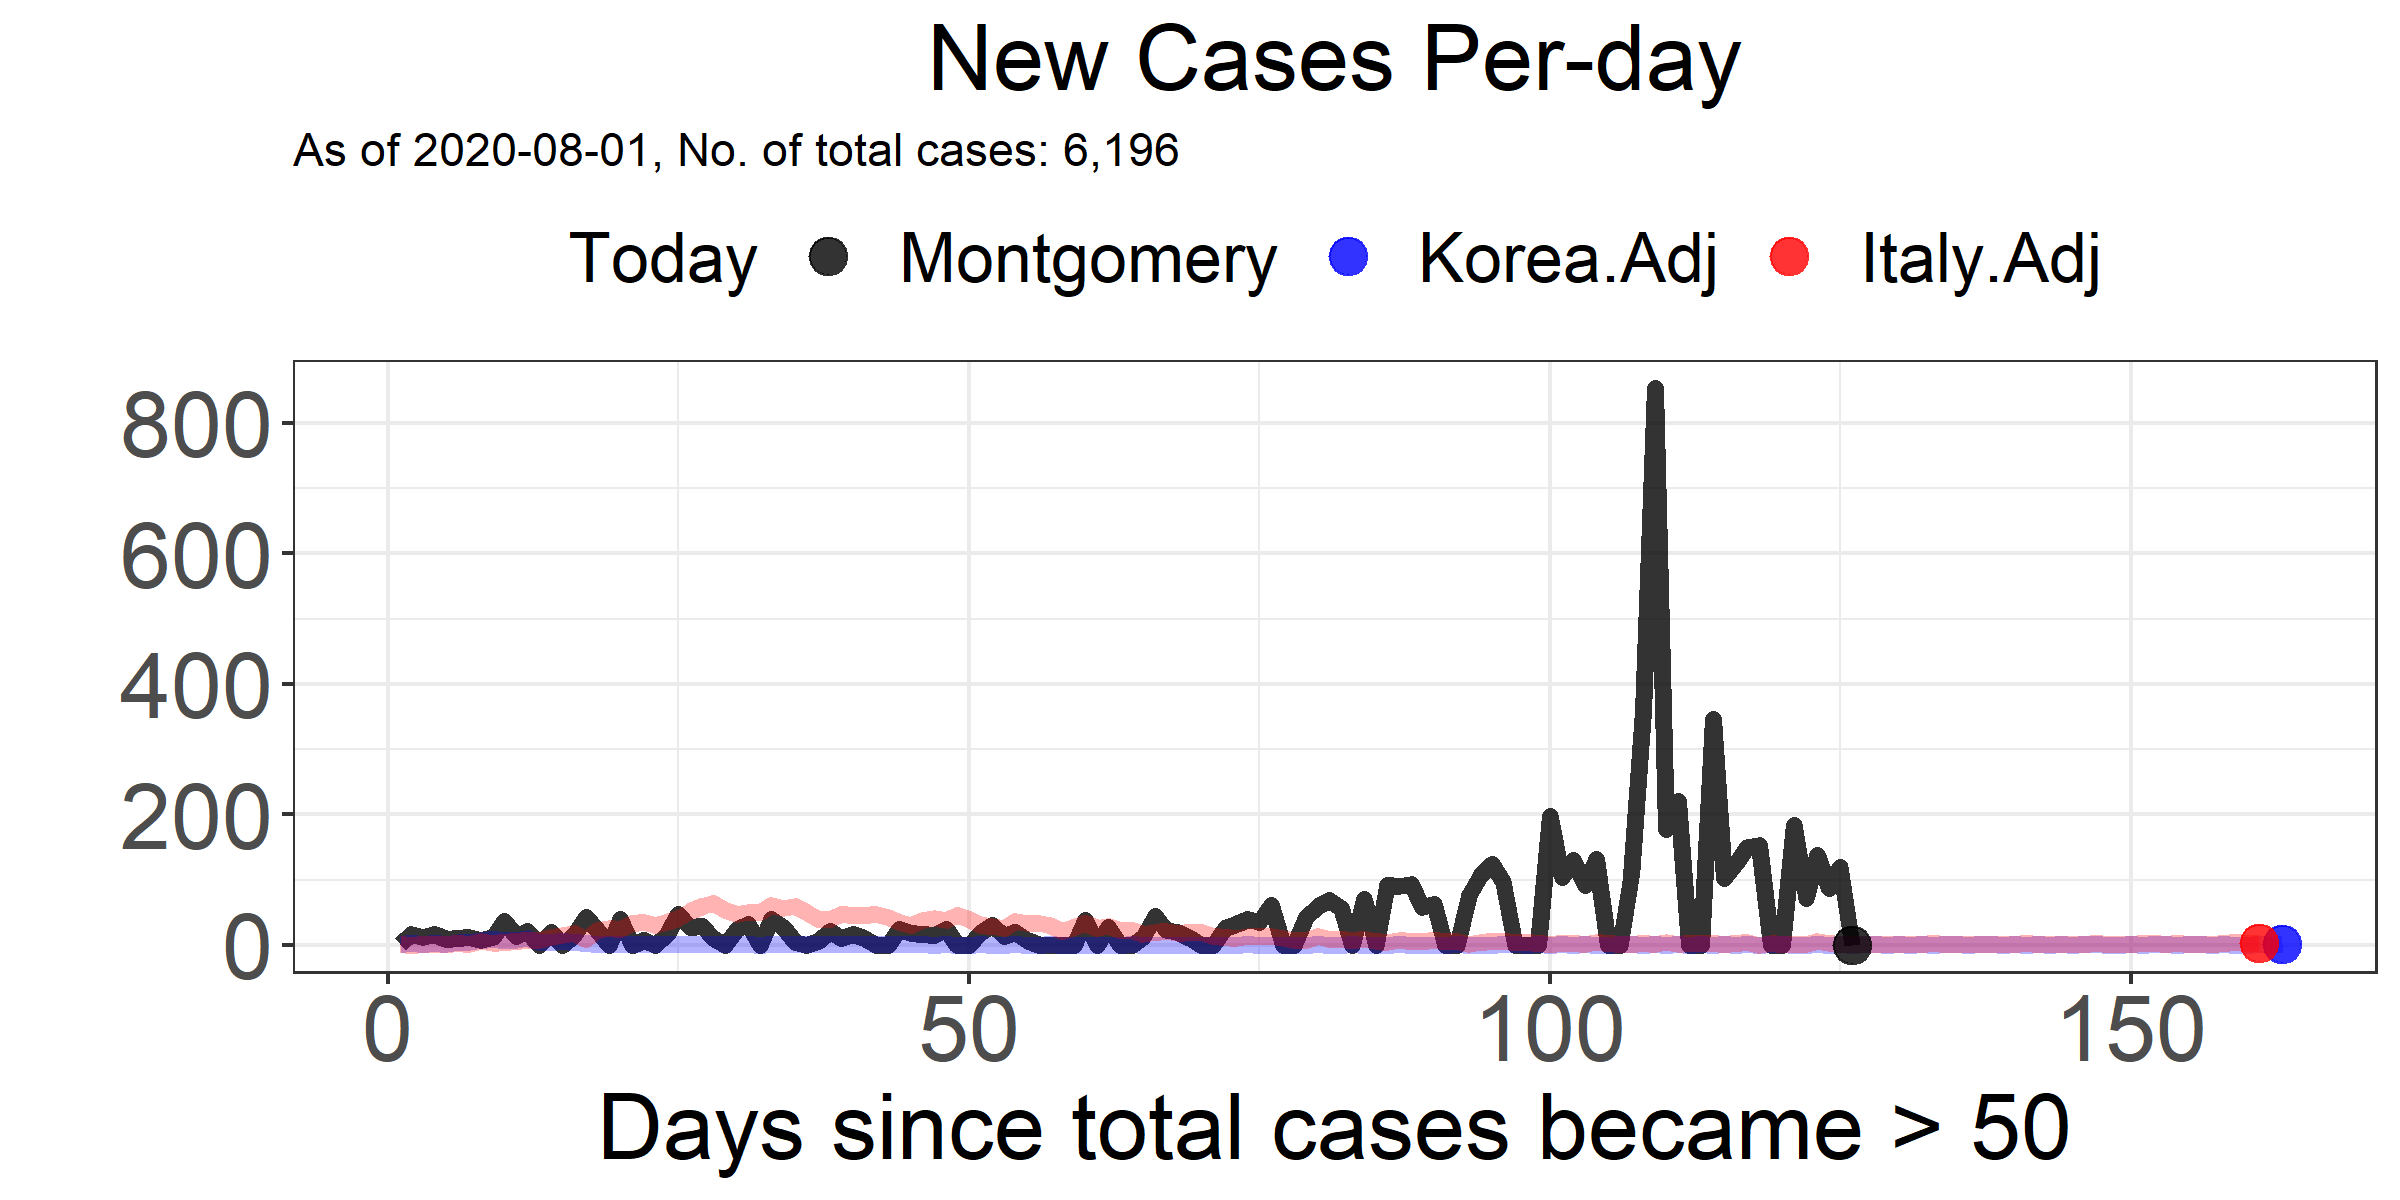 New Cases Per-day
As of 2020-08-01, No. of total cases: 6,196
Today Montgomery Korea.Adj Italy.Adj
800
600
400
200
0
0 50 100 150
Days since total cases became > 50